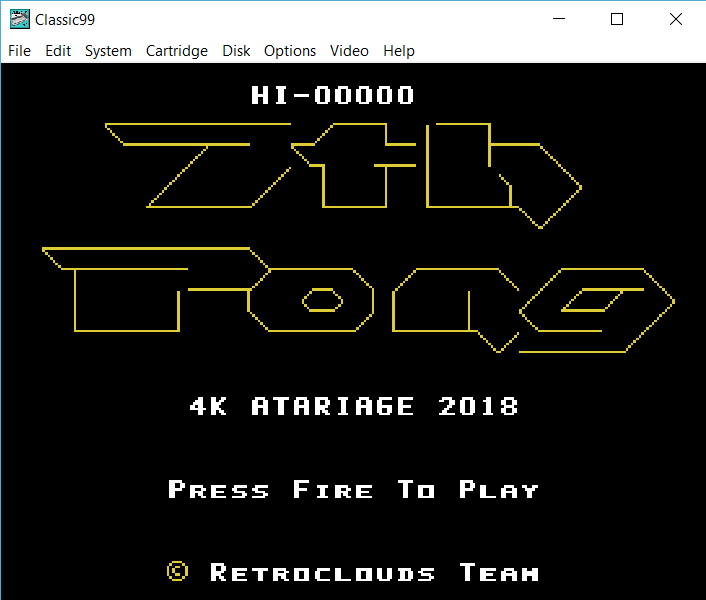 Classic99
File Edit System Cartridge Disk Options Video Help
HI-00000
7th
Pong
4K ATARIAGE 2018
PRESS FIRE TO PLAY
© RETROCLOUDS TEAM